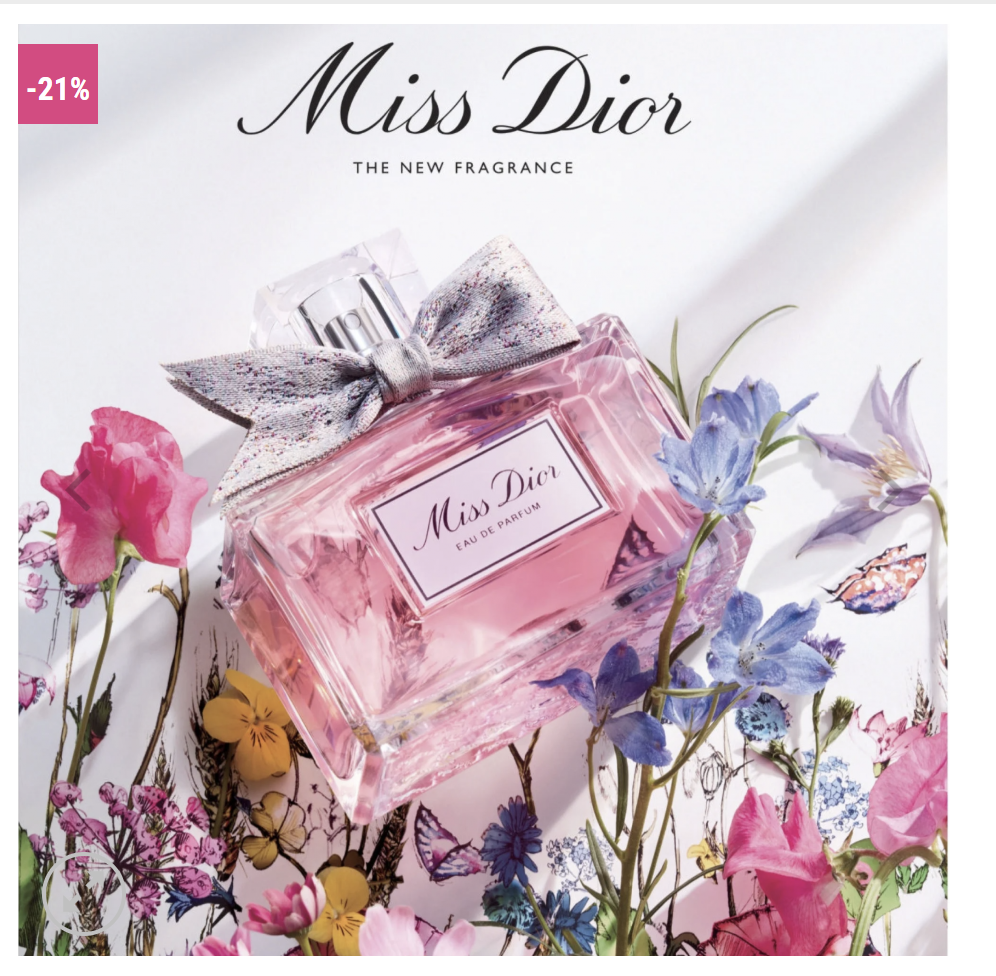 -21%
Miss Dior
THE NEW FRAGRANCE
Miss Dior
EAU DE PARFUM